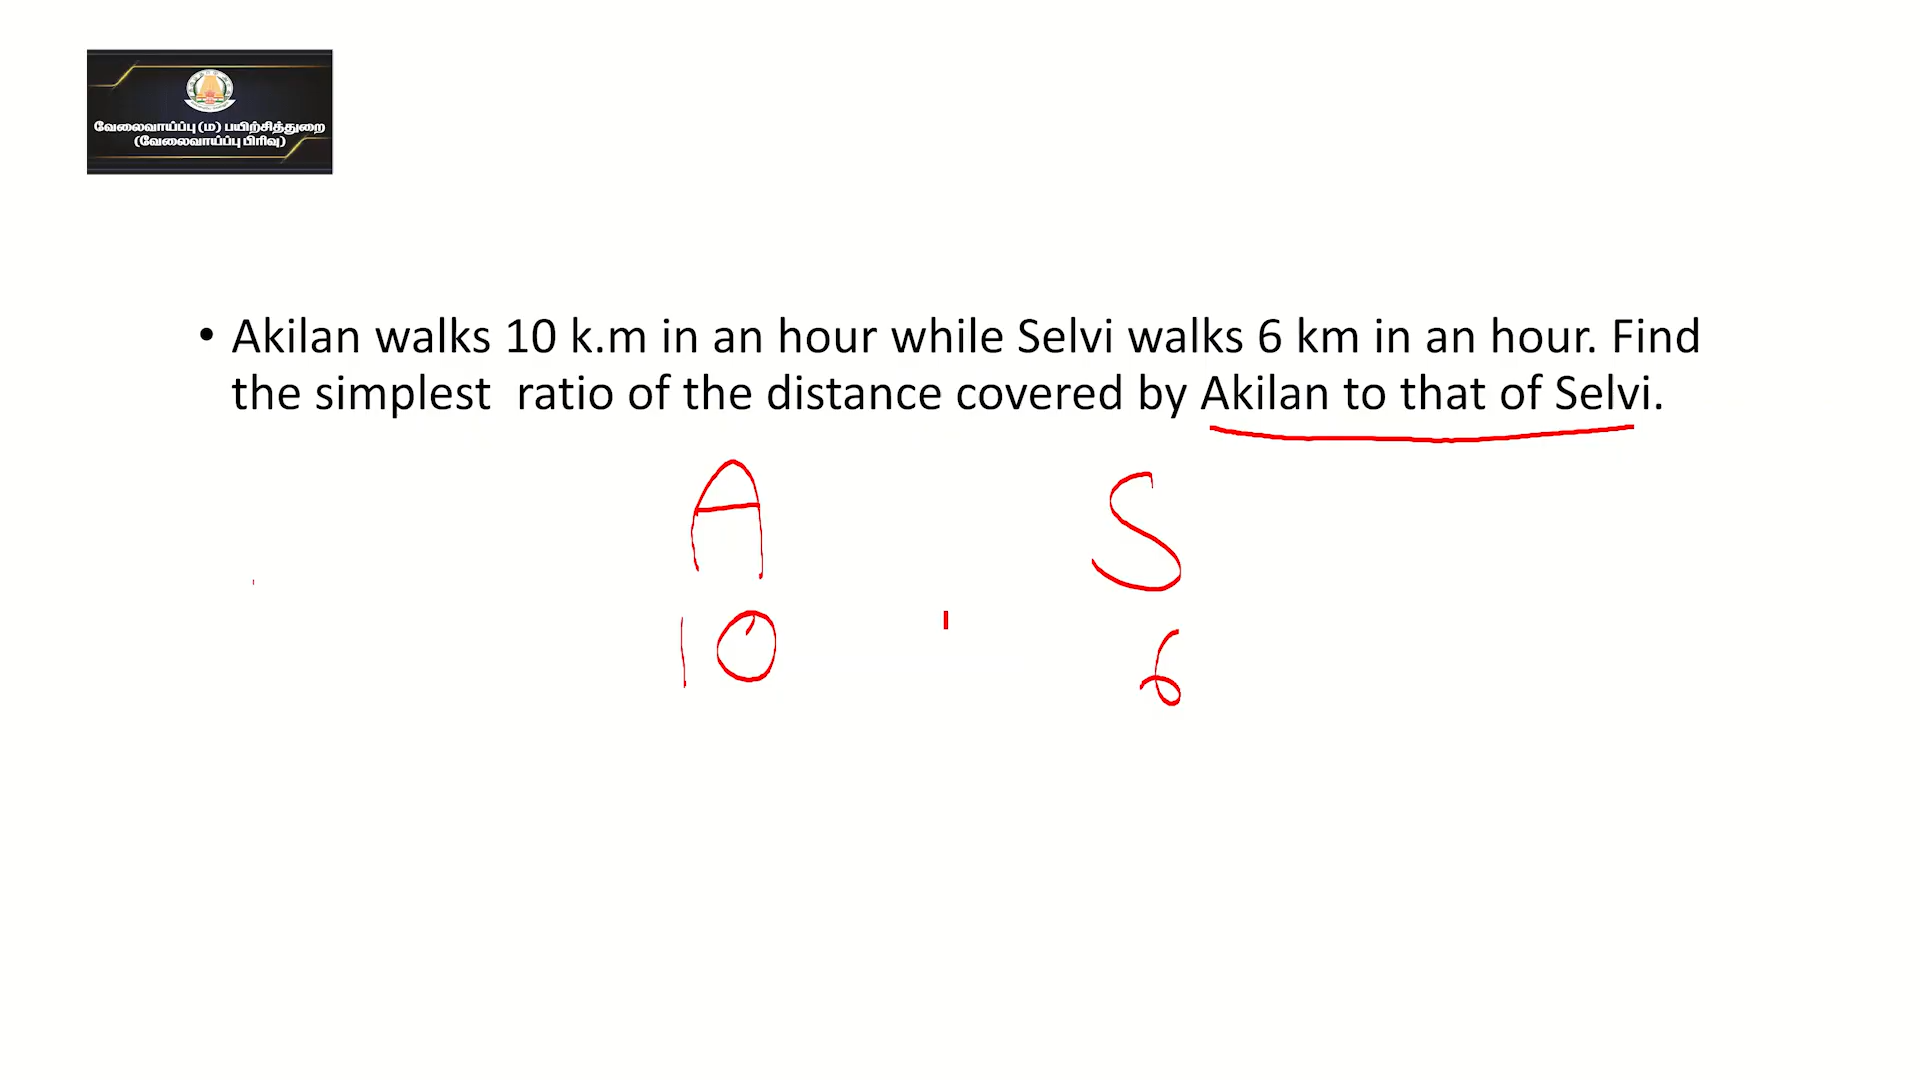 வேலைவாய்ப்பு (ம) பயிற்சித்துறை
(வேலைவாய்ப்பு பிரிவு)
• Akilan walks 10 k.m in an hour while Selvi walks 6 km in an hour. Find
the simplest ratio of the distance covered by Akilan to that of Selvi.
A S
10 6